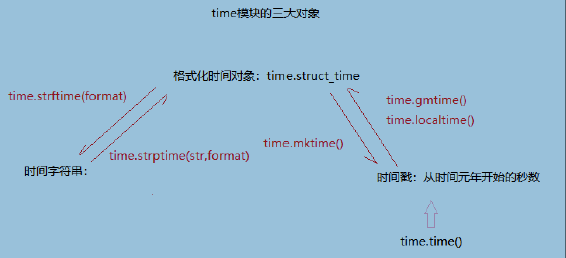 time模块的三大对象
格式化时间对象：time.struct_time
time.strftime(format)
time.gmtime()
time.localtime()
time.mktime()
time.strptime(str,format)
时间字符串：
时间戳：从时间元年开始的秒数
time.time()